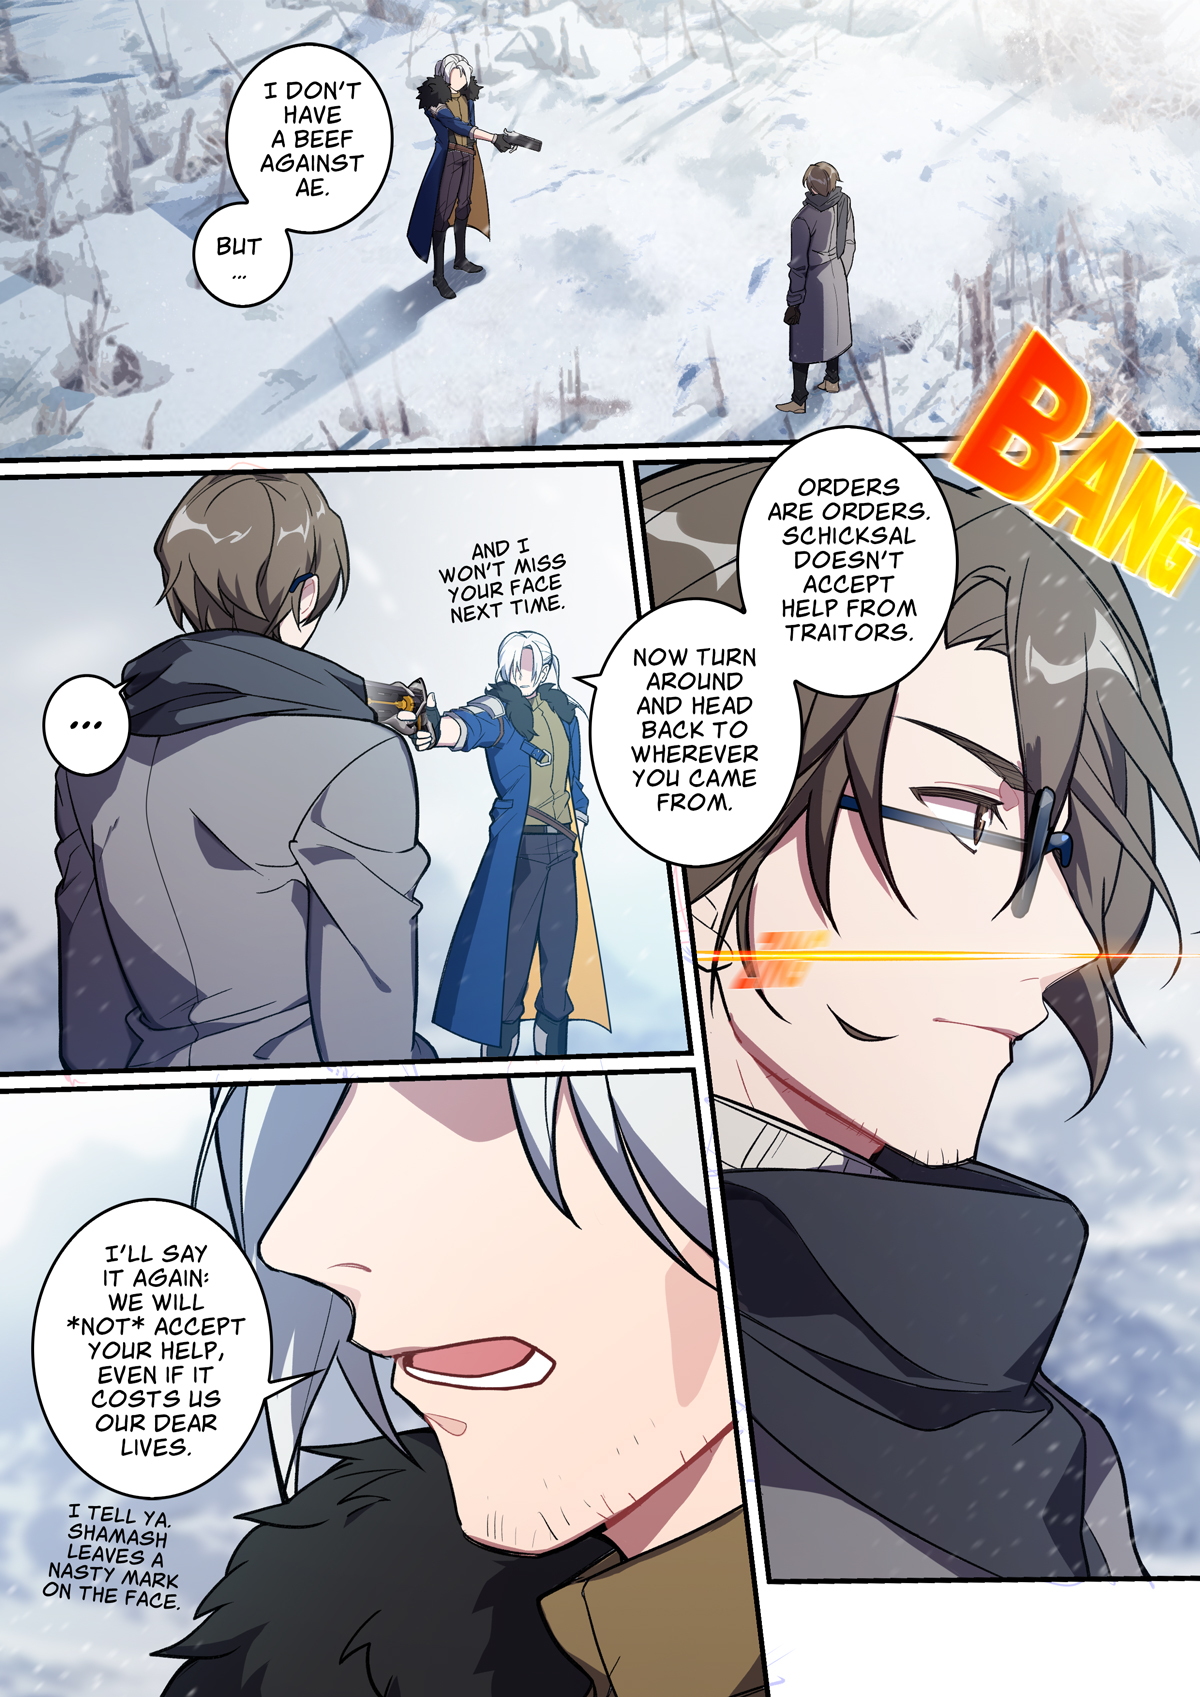 I DON'T
HAVE
A BEEF
AGAINST
AE.
BUT
...
BANG
ORDERS
ARE ORDERS.
SCHICKSAL
DOESN'T
ACCEPT
HELP FROM
TRAITORS.
NOW TURN
AROUND
AND HEAD
BACK TO
WHEREVER
YOU CAME
FROM.
AND I
WON'T MISS
YOUR FACE
NEXT TIME.
...
I'LL SAY
IT AGAIN:
WE WILL
*NOT* ACCEPT
YOUR HELP,
EVEN IF IT
COSTS US
OUR DEAR
LIVES.
I TELL YA.
SHAMASH
LEAVES A
NASTY MARK
ON THE FACE.